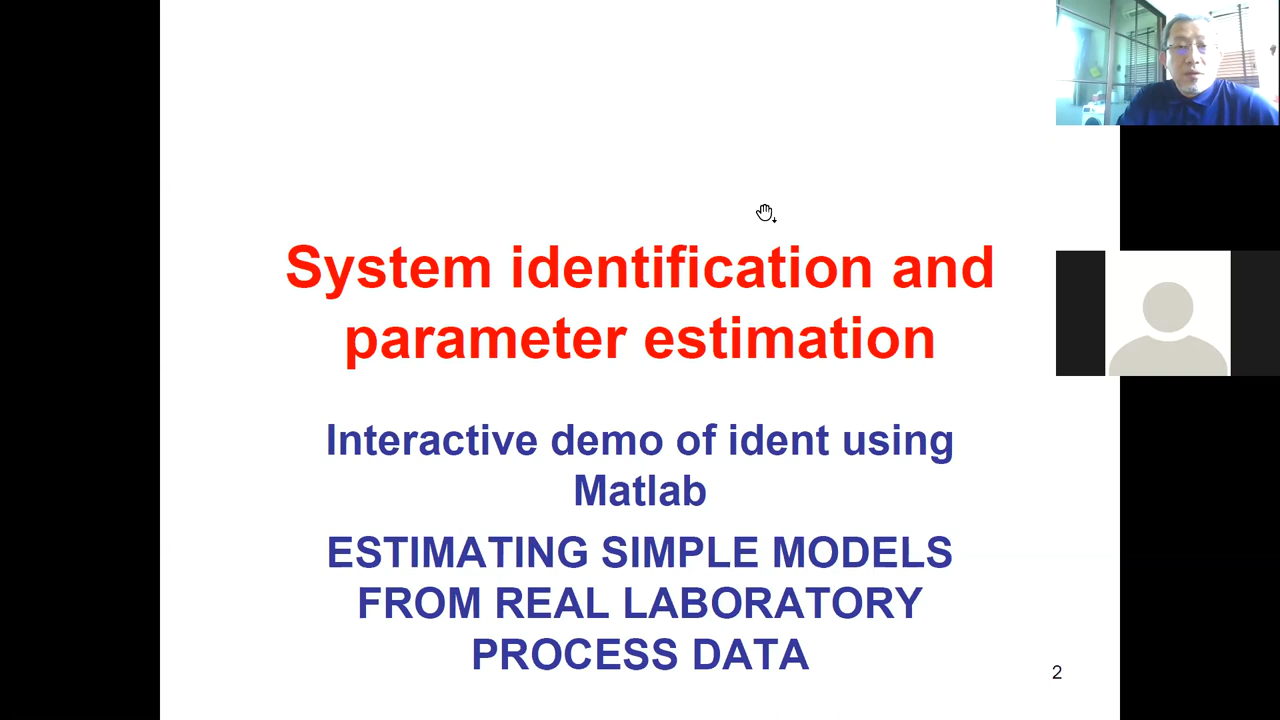 System identification and
parameter estimation
Interactive demo of ident using
Matlab
ESTIMATING SIMPLE MODELS
FROM REAL LABORATORY
PROCESS DATA
2